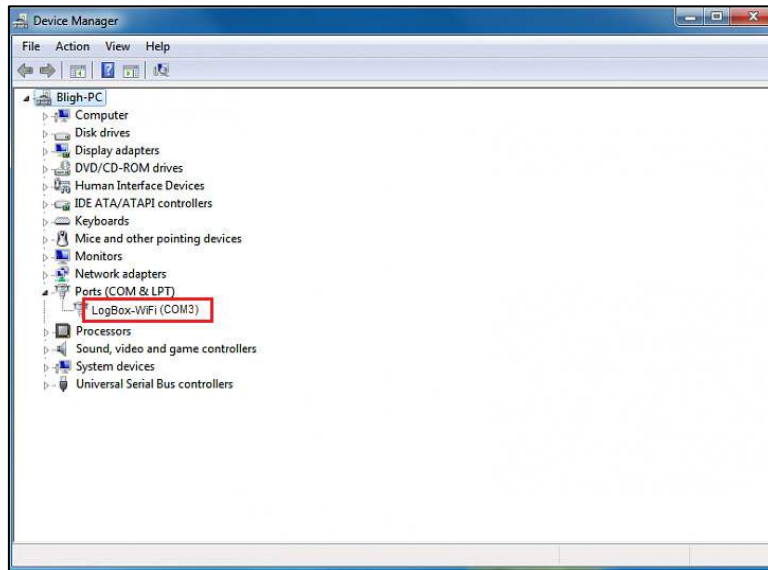 Device Manager
File Action View Help
Bligh-PC
Computer
Disk drives
Display adapters
DVD/CD-ROM drives
Human Interface Devices
IDE ATA/ATAPI controllers
Keyboards
Mice and other pointing devices
Monitors
Network adapters
Ports (COM & LPT)
LogBox-WiFi (COM3)
Processors
Sound, video and game controllers
System devices
Universal Serial Bus controllers